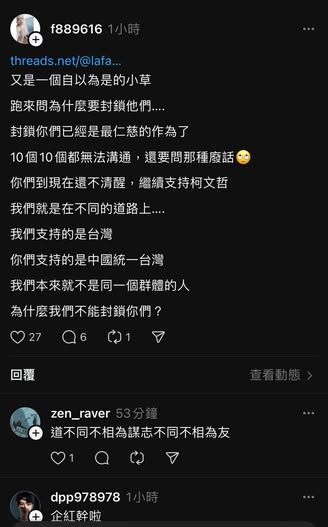 f889616 1小時
threads.net/@lafa...
又是一個自以為是的小草
跑來問為什麼要封鎖他們....
封鎖你們已經是最仁慈的作為了
10個10個都無法溝通，還要問那種廢話🙄
你們到現在還不清醒，繼續支持柯文哲
我們就是在不同的道路上....
我們支持的是台灣
你們支持的是中國統一台灣
我們本來就不是同一個群體的人
為什麼我們不能封鎖你們？
27 6 1
回覆 查看動態
zen_raver 53分鐘
道不同不相為謀志不同不相為友
1
dpp978978 1小時
企紅幹啦